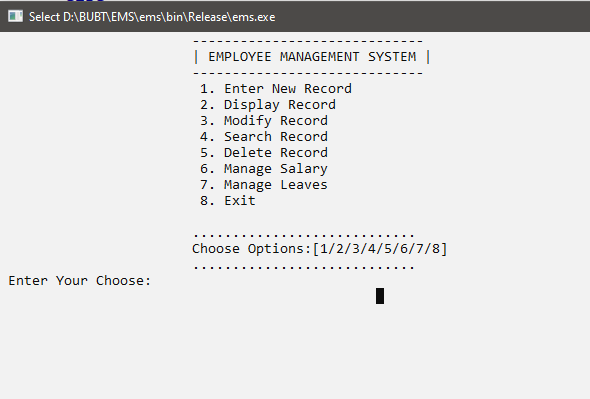 Select D:\BUBT\EMS\ems\bin\Release\ems.exe
-----------------------------
| EMPLOYEE MANAGEMENT SYSTEM |
-----------------------------
1. Enter New Record
2. Display Record
3. Modify Record
4. Search Record
5. Delete Record
6. Manage Salary
7. Manage Leaves
8. Exit
............................
Choose Options:[1/2/3/4/5/6/7/8]
............................
Enter Your Choose: